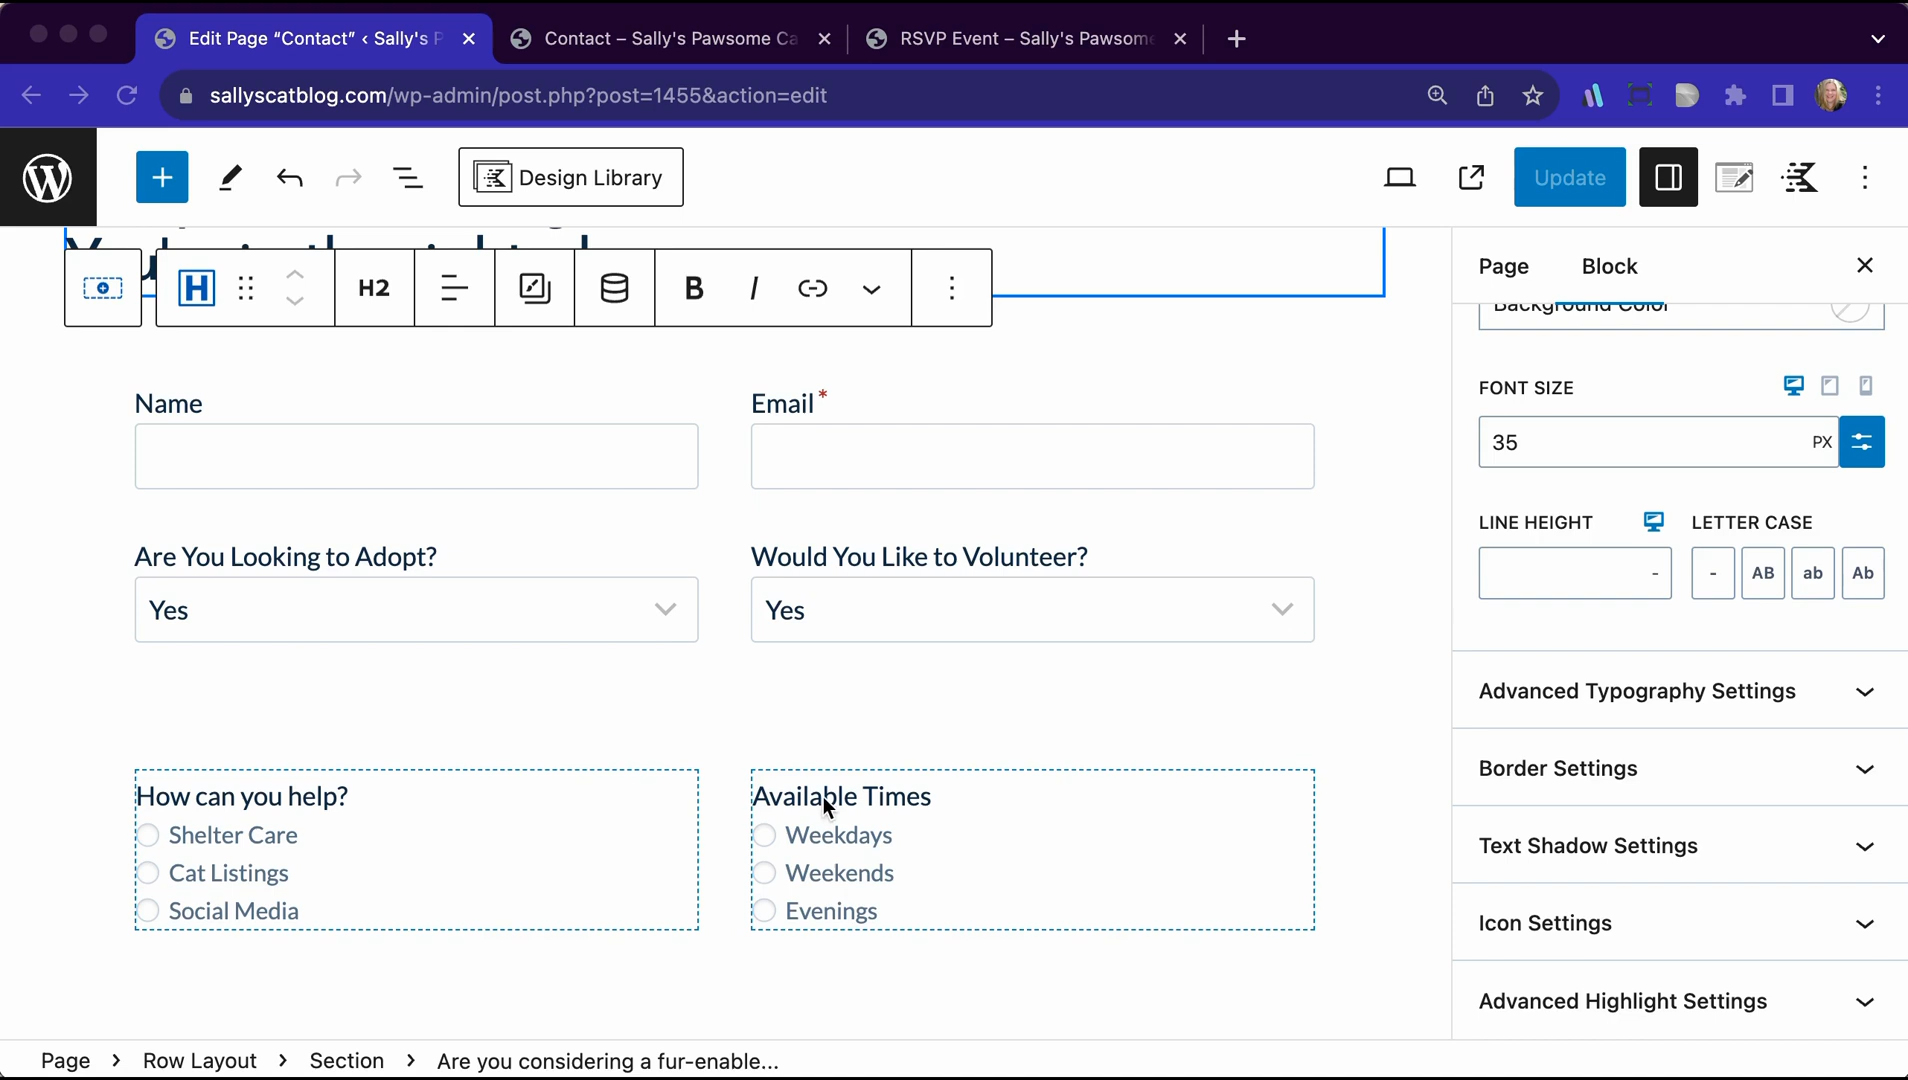 Edit Page “Contact” ‹ Sally's P
Contact – Sally's Pawsome Ca
RSVP Event – Sally's Pawsome
sallyscatblog.com/wp-admin/post.php?post=1455&action=edit
Design Library
Update
H2
B I
Page
Block
Background Color
FONT SIZE
35
PX
LINE HEIGHT
LETTER CASE
-
-
AB
ab
Ab
Name
Email *
Are You Looking to Adopt?
Would You Like to Volunteer?
Yes
Yes
How can you help?
Shelter Care
Cat Listings
Social Media
Available Times
Weekdays
Weekends
Evenings
Advanced Typography Settings
Border Settings
Text Shadow Settings
Icon Settings
Advanced Highlight Settings
Page > Row Layout > Section > Are you considering a fur-enable...